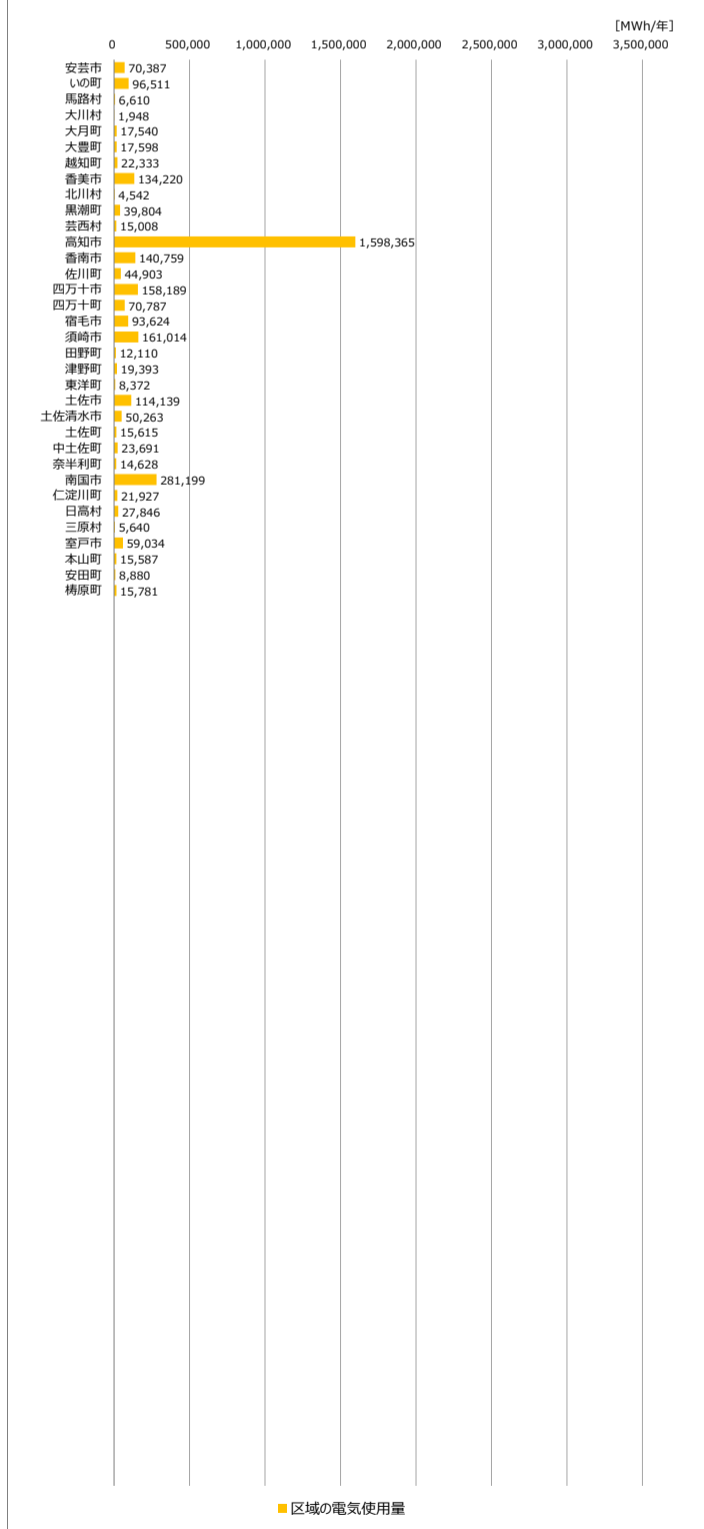 [MWh/年]
0 500,000 1,000,000 1,500,000 2,000,000 2,500,000 3,000,000 3,500,000
安芸市 70,387
いの町 96,511
馬路村 6,610
大川村 1,948
大月町 17,540
大豊町 17,598
越知町 22,333
香美市 134,220
北川村 4,542
黒潮町 39,804
芸西村 15,008
高知市 1,598,365
香南市 140,759
佐川町 44,903
四万十市 158,189
四万十町 70,787
宿毛市 93,624
須崎市 161,014
田野町 12,110
津野町 19,393
東洋町 8,372
土佐市 114,139
土佐清水市 50,263
土佐町 15,615
中土佐町 23,691
奈半利町 14,628
南国市 281,199
仁淀川町 21,927
日高村 27,846
三原村 5,640
室戸市 59,034
本山町 15,587
安田町 8,880
梼原町 15,781
区域の電気使用量